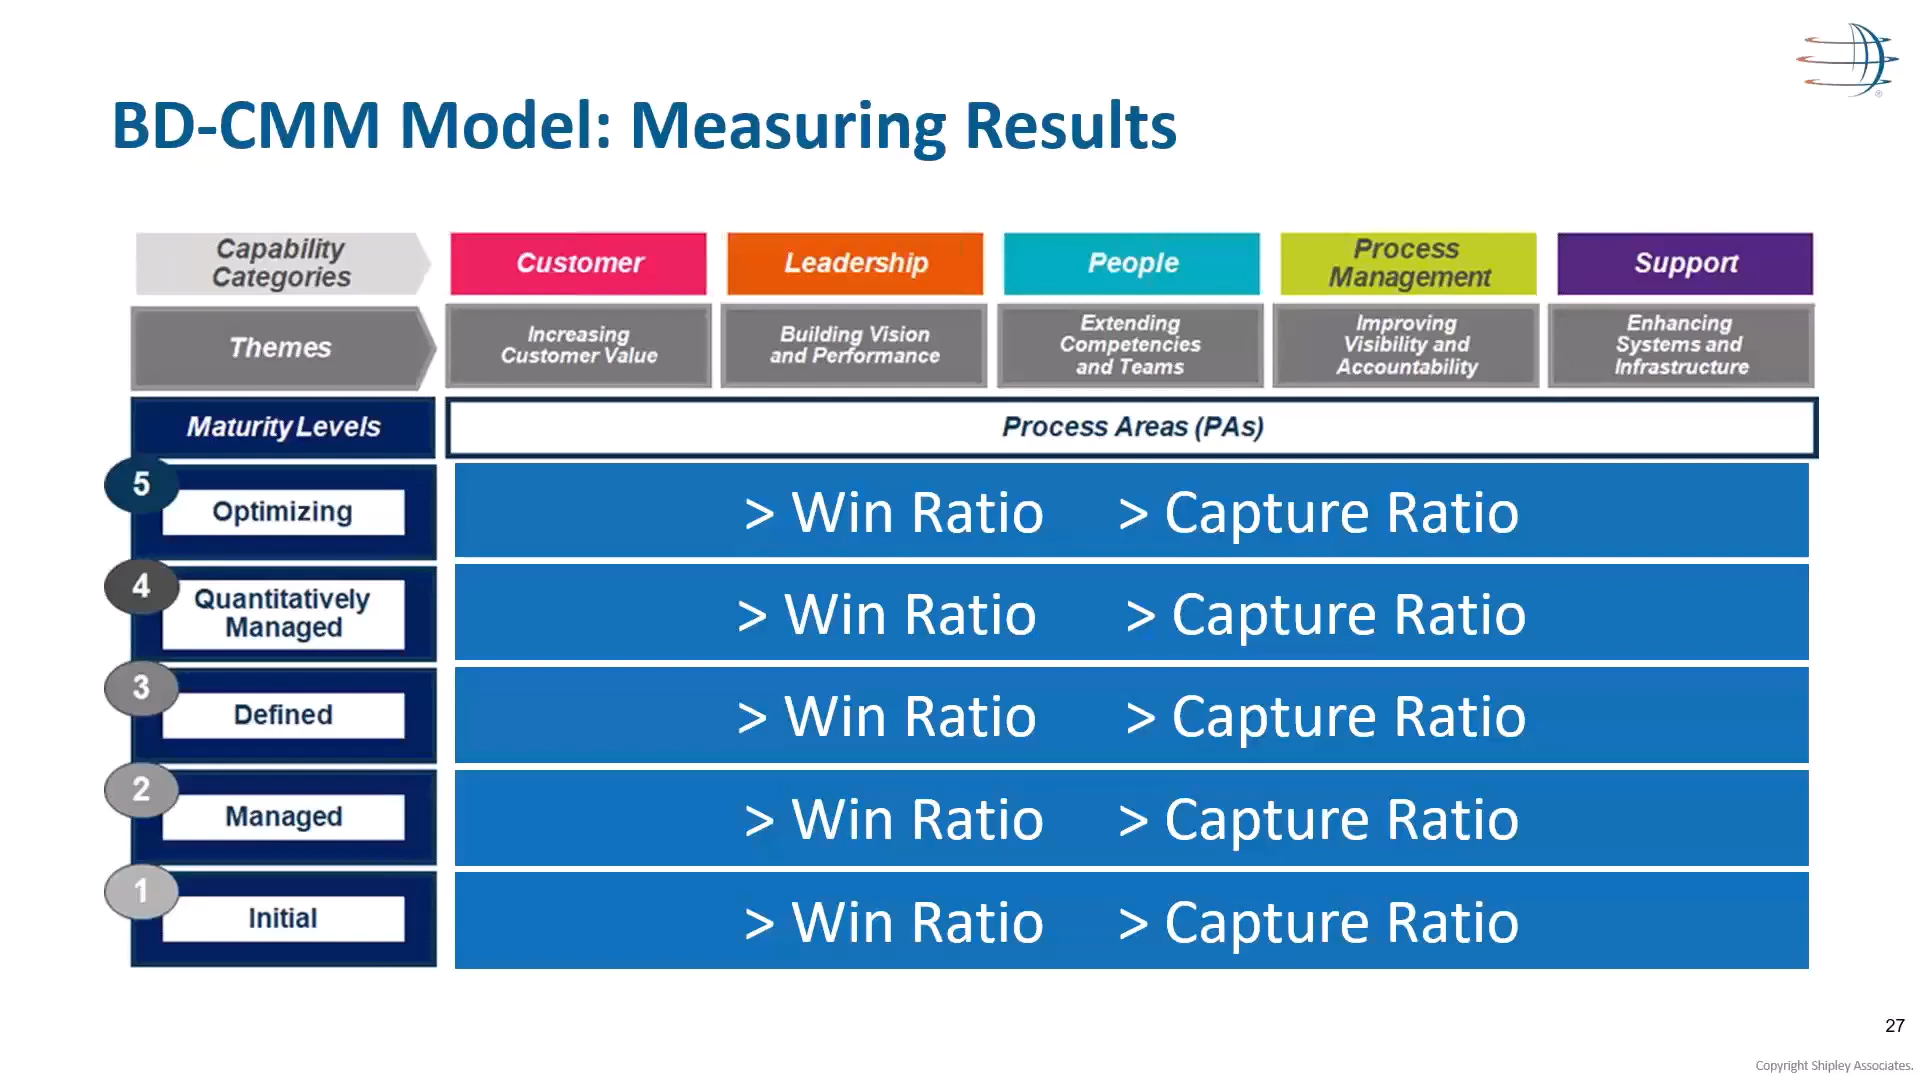 BD-CMM Model: Measuring Results
Capability
Categories
Customer
Leadership
People
Process
Management
Support
Themes
Increasing
Customer Value
Building Vision
and Performance
Extending
Competencies
and Teams
Improving
Visibility and
Accountability
Enhancing
Systems and
Infrastructure
Maturity Levels
Process Areas (PAs)
5
Optimizing
> Win Ratio > Capture Ratio
4
Quantitatively
Managed
> Win Ratio > Capture Ratio
3
Defined
> Win Ratio > Capture Ratio
2
Managed
> Win Ratio > Capture Ratio
1
Initial
> Win Ratio > Capture Ratio
27
Copyright Shipley Associates.
®